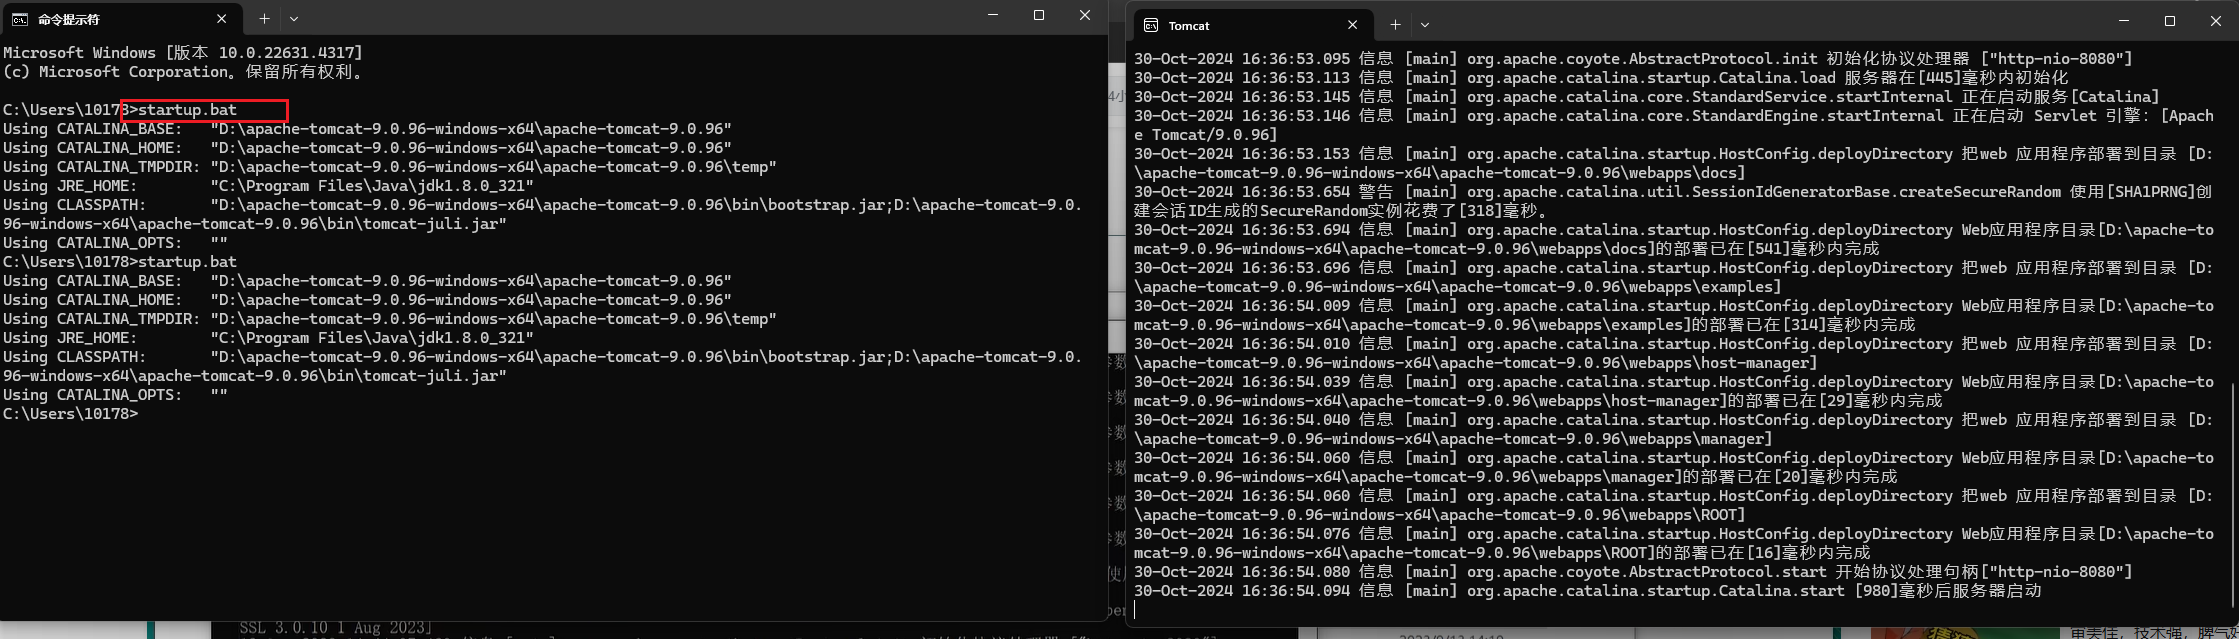 命令提示符
Microsoft Windows [版本 10.0.22631.4317]
(c) Microsoft Corporation。保留所有权利。
C:\Users\10178>startup.bat
Using CATALINA_BASE:   "D:\apache-tomcat-9.0.96-windows-x64\apache-tomcat-9.0.96"
Using CATALINA_HOME:   "D:\apache-tomcat-9.0.96-windows-x64\apache-tomcat-9.0.96"
Using CATALINA_TMPDIR: "D:\apache-tomcat-9.0.96-windows-x64\apache-tomcat-9.0.96\temp"
Using JRE_HOME:        "C:\Program Files\Java\jdk1.8.0_321"
Using CLASSPATH:       "D:\apache-tomcat-9.0.96-windows-x64\apache-tomcat-9.0.96\bin\bootstrap.jar;D:\apache-tomcat-9.0.
96-windows-x64\apache-tomcat-9.0.96\bin\tomcat-juli.jar"
Using CATALINA_OPTS:   ""
C:\Users\10178>startup.bat
Using CATALINA_BASE:   "D:\apache-tomcat-9.0.96-windows-x64\apache-tomcat-9.0.96"
Using CATALINA_HOME:   "D:\apache-tomcat-9.0.96-windows-x64\apache-tomcat-9.0.96"
Using CATALINA_TMPDIR: "D:\apache-tomcat-9.0.96-windows-x64\apache-tomcat-9.0.96\temp"
Using JRE_HOME:        "C:\Program Files\Java\jdk1.8.0_321"
Using CLASSPATH:       "D:\apache-tomcat-9.0.96-windows-x64\apache-tomcat-9.0.96\bin\bootstrap.jar;D:\apache-tomcat-9.0.
96-windows-x64\apache-tomcat-9.0.96\bin\tomcat-juli.jar"
Using CATALINA_OPTS:   ""
C:\Users\10178>
Tomcat
30-Oct-2024 16:36:53.095 信息 [main] org.apache.coyote.AbstractProtocol.init 初始化协议处理器 ["http-nio-8080"]
30-Oct-2024 16:36:53.113 信息 [main] org.apache.catalina.startup.Catalina.load 服务器在[445]毫秒内初始化
30-Oct-2024 16:36:53.145 信息 [main] org.apache.catalina.core.StandardService.startInternal 正在启动服务[Catalina]
30-Oct-2024 16:36:53.146 信息 [main] org.apache.catalina.core.StandardEngine.startInternal 正在启动 Servlet 引擎：[Apach
e Tomcat/9.0.96]
30-Oct-2024 16:36:53.153 信息 [main] org.apache.catalina.startup.HostConfig.deployDirectory 把web 应用程序部署到目录 [D:
\apache-tomcat-9.0.96-windows-x64\apache-tomcat-9.0.96\webapps\docs]
30-Oct-2024 16:36:53.654 警告 [main] org.apache.catalina.util.SessionIdGeneratorBase.createSecureRandom 使用[SHA1PRNG]创
建会话ID生成的SecureRandom实例花费了[318]毫秒。
30-Oct-2024 16:36:53.694 信息 [main] org.apache.catalina.startup.HostConfig.deployDirectory Web应用程序目录[D:\apache-to
mcat-9.0.96-windows-x64\apache-tomcat-9.0.96\webapps\docs]的部署已在[541]毫秒内完成
30-Oct-2024 16:36:53.696 信息 [main] org.apache.catalina.startup.HostConfig.deployDirectory 把web 应用程序部署到目录 [D:
\apache-tomcat-9.0.96-windows-x64\apache-tomcat-9.0.96\webapps\examples]
30-Oct-2024 16:36:54.009 信息 [main] org.apache.catalina.startup.HostConfig.deployDirectory Web应用程序目录[D:\apache-to
mcat-9.0.96-windows-x64\apache-tomcat-9.0.96\webapps\examples]的部署已在[314]毫秒内完成
30-Oct-2024 16:36:54.010 信息 [main] org.apache.catalina.startup.HostConfig.deployDirectory 把web 应用程序部署到目录 [D:
\apache-tomcat-9.0.96-windows-x64\apache-tomcat-9.0.96\webapps\host-manager]
30-Oct-2024 16:36:54.039 信息 [main] org.apache.catalina.startup.HostConfig.deployDirectory Web应用程序目录[D:\apache-to
mcat-9.0.96-windows-x64\apache-tomcat-9.0.96\webapps\host-manager]的部署已在[29]毫秒内完成
30-Oct-2024 16:36:54.040 信息 [main] org.apache.catalina.startup.HostConfig.deployDirectory 把web 应用程序部署到目录 [D:
\apache-tomcat-9.0.96-windows-x64\apache-tomcat-9.0.96\webapps\manager]
30-Oct-2024 16:36:54.060 信息 [main] org.apache.catalina.startup.HostConfig.deployDirectory Web应用程序目录[D:\apache-to
mcat-9.0.96-windows-x64\apache-tomcat-9.0.96\webapps\manager]的部署已在[20]毫秒内完成
30-Oct-2024 16:36:54.060 信息 [main] org.apache.catalina.startup.HostConfig.deployDirectory 把web 应用程序部署到目录 [D:
\apache-tomcat-9.0.96-windows-x64\apache-tomcat-9.0.96\webapps\ROOT]
30-Oct-2024 16:36:54.076 信息 [main] org.apache.catalina.startup.HostConfig.deployDirectory Web应用程序目录[D:\apache-to
mcat-9.0.96-windows-x64\apache-tomcat-9.0.96\webapps\ROOT]的部署已在[16]毫秒内完成
30-Oct-2024 16:36:54.080 信息 [main] org.apache.coyote.AbstractProtocol.start 开始协议处理句柄["http-nio-8080"]
30-Oct-2024 16:36:54.094 信息 [main] org.apache.catalina.startup.Catalina.start [980]毫秒后服务器启动
SSL 3.0.10 1 Aug 2023]